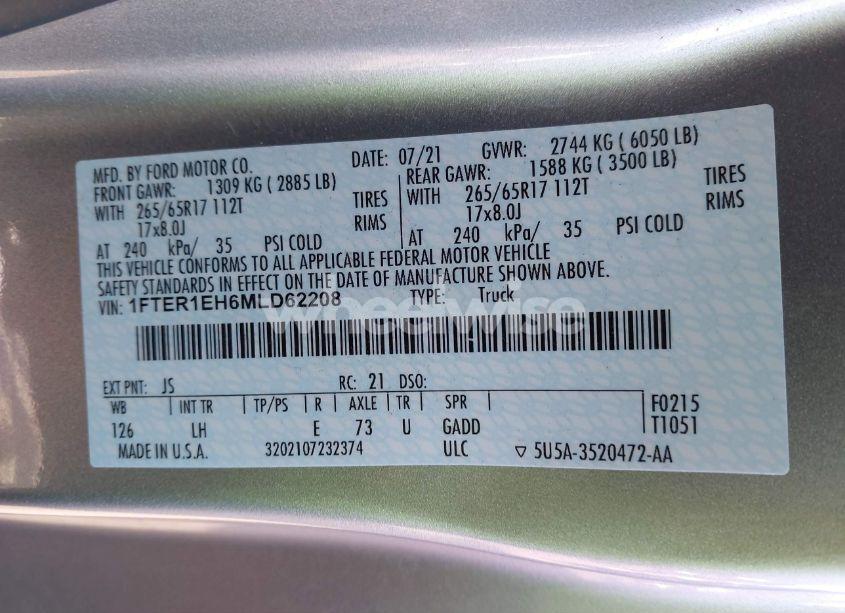 MFD. BY FORD MOTOR CO. DATE: 07/21 GVWR: 2744 KG ( 6050 LB)
FRONT GAWR: 1309 KG ( 2885 LB) REAR GAWR: 1588 KG ( 3500 LB)
WITH 265/65R17 112T TIRES WITH 265/65R17 112T TIRES
17x8.0J RIMS 17x8.0J RIMS
AT 240 kPa/ 35 PSI COLD AT 240 kPa/ 35 PSI COLD
THIS VEHICLE CONFORMS TO ALL APPLICABLE FEDERAL MOTOR VEHICLE
SAFETY STANDARDS IN EFFECT ON THE DATE OF MANUFACTURE SHOWN ABOVE.
VIN: 1FTER1EH6MLD62208 TYPE: Truck
wheelwise
EXT PNT: JS RC: 21 DSO:
WB INT TR TP/PS R AXLE TR SPR F0215
126 LH E 73 U GADD T1051
MADE IN U.S.A. 3202107232374 ULC ▽ 5U5A-3520472-AA